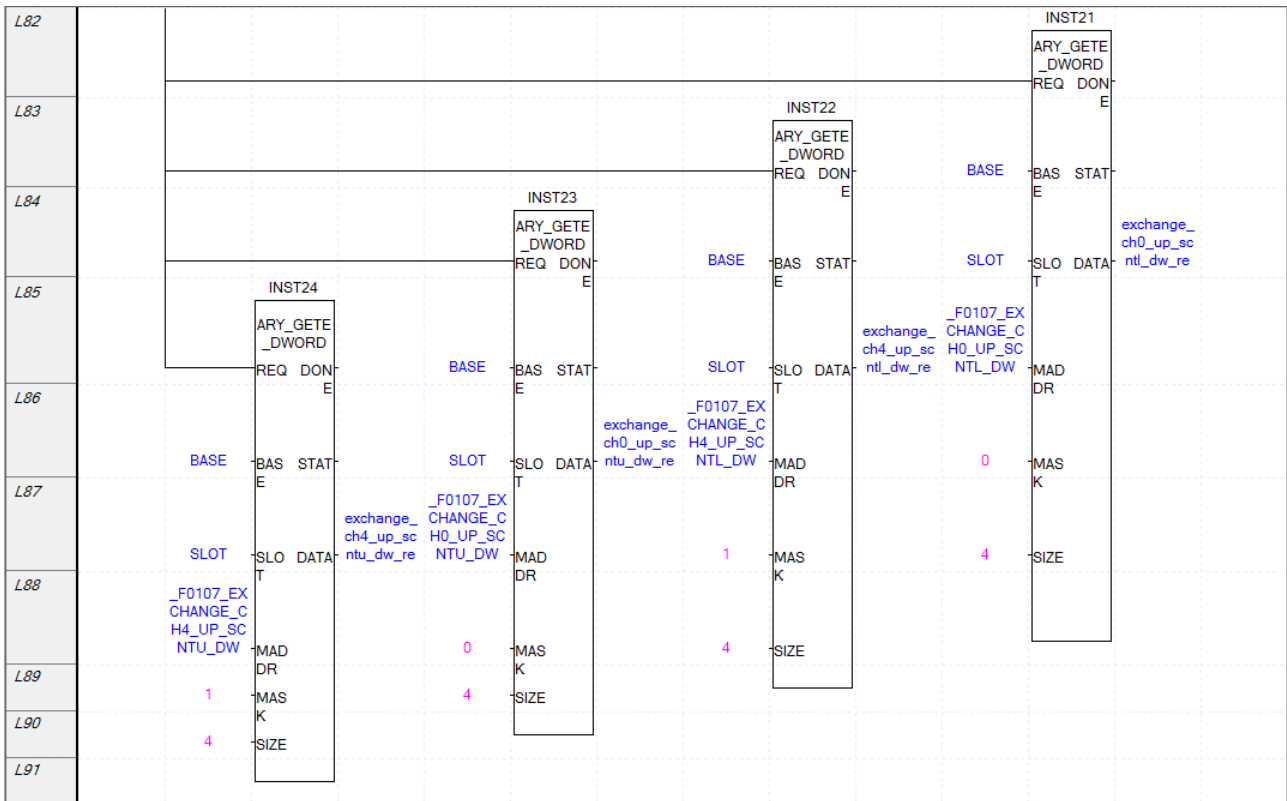 L82
INST21
ARY_GETE
_DWORD
REQ DON
E
L83
INST22
ARY_GETE
_DWORD
REQ DON
E
BASE
BAS STAT
E
L84
INST23
ARY_GETE
_DWORD
REQ DON
E
BASE
BAS STAT
E
SLOT
SLO DATA
T
exchange_
ch0_up_sc
ntl_dw_re
L85
INST24
ARY_GETE
_DWORD
REQ DON
E
BASE
BAS STAT
E
SLOT
SLO DATA
T
exchange_
ch4_up_sc
ntl_dw_re
_F0107_EX
CHANGE_C
H0_UP_SC
NTL_DW
MAD
DR
L86
BASE
BAS STAT
E
SLOT
SLO DATA
T
exchange_
ch0_up_sc
ntu_dw_re
_F0107_EX
CHANGE_C
H4_UP_SC
NTL_DW
MAD
DR
0
MAS
K
L87
SLOT
SLO DATA
T
exchange_
ch4_up_sc
ntu_dw_re
_F0107_EX
CHANGE_C
H0_UP_SC
NTU_DW
MAD
DR
1
MAS
K
4
SIZE
L88
_F0107_EX
CHANGE_C
H4_UP_SC
NTU_DW
MAD
DR
0
MAS
K
4
SIZE
L89
1
MAS
K
4
SIZE
L90
4
SIZE
L91